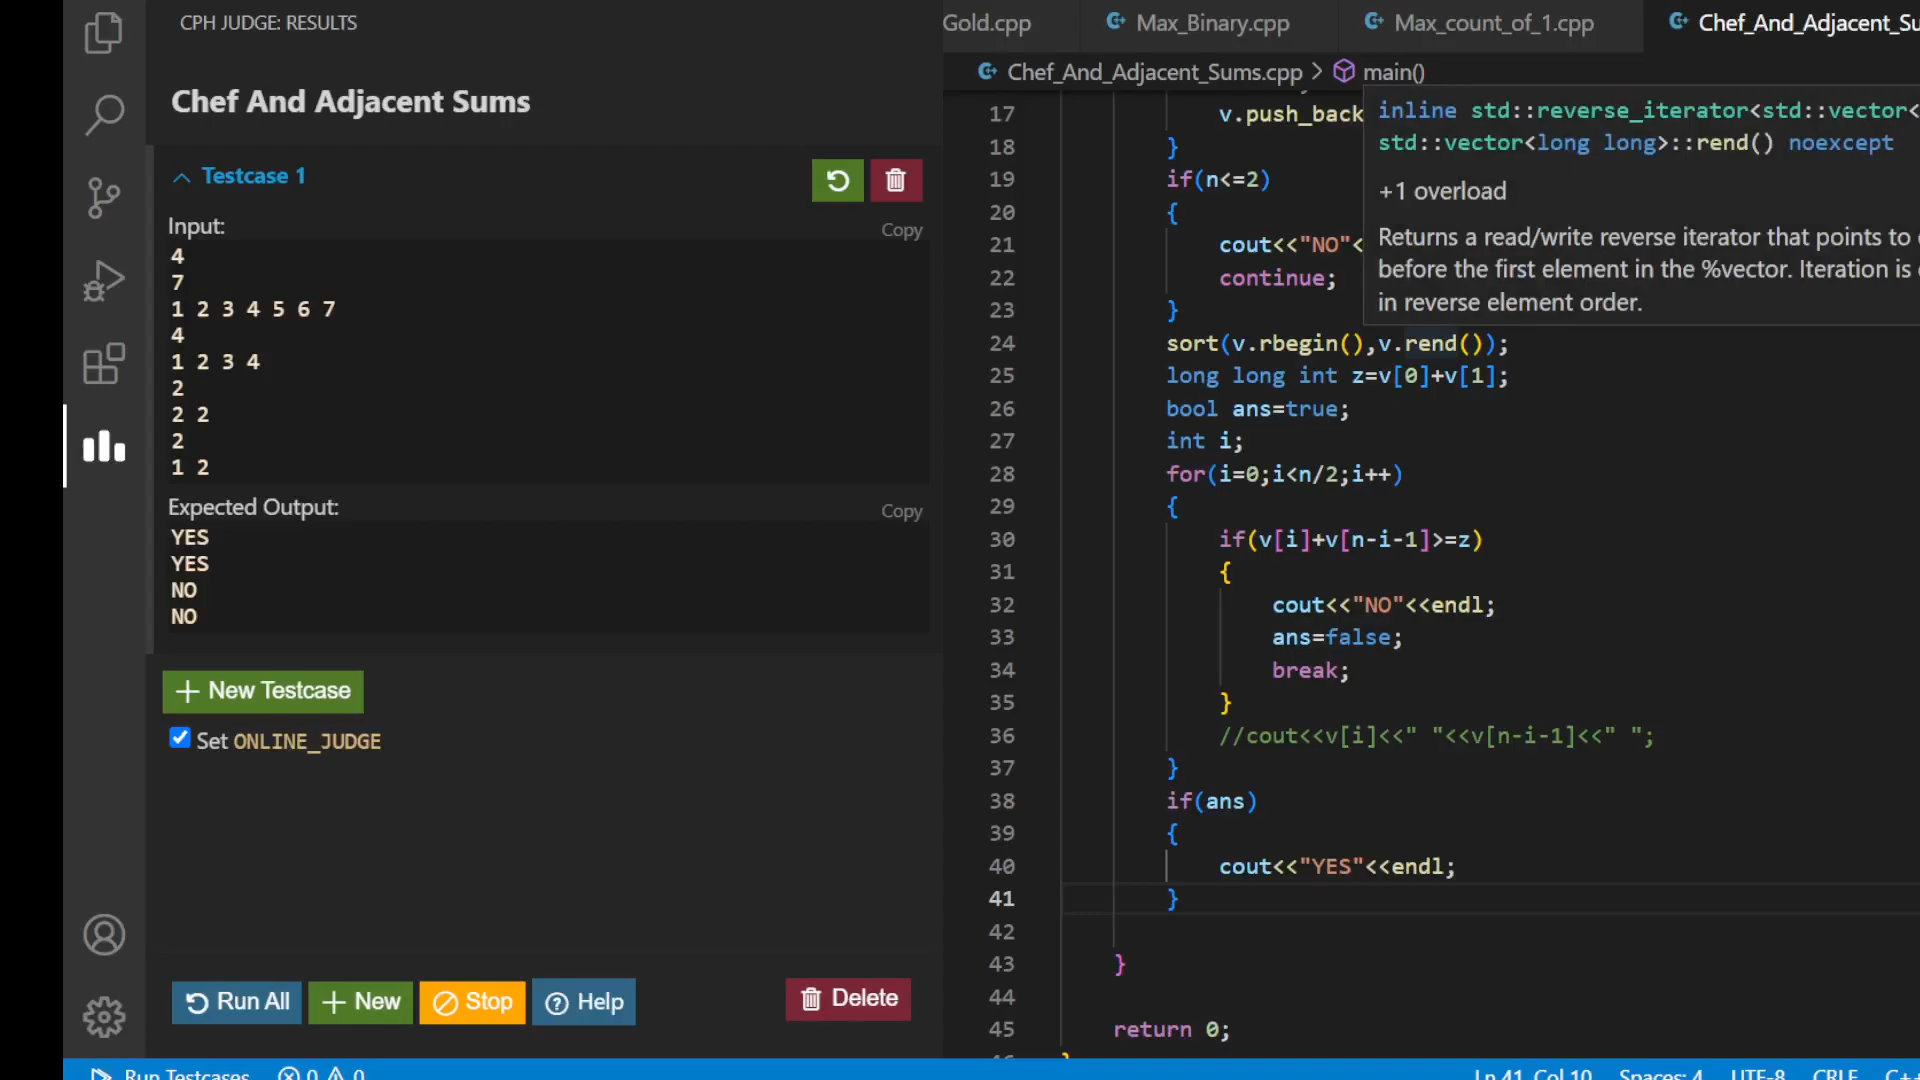 CPH JUDGE: RESULTS
Chef And Adjacent Sums
Testcase 1
Input:
Copy
4
7
1 2 3 4 5 6 7
4
1 2 3 4
2
2 2
2
1 2
Expected Output:
Copy
YES
YES
NO
NO
New Testcase
Set ONLINE_JUDGE
Run All
New
Stop
Help
Delete
Gold.cpp
Max_Binary.cpp
Max_count_of_1.cpp
Chef_And_Adjacent_Su
Chef_And_Adjacent_Sums.cpp > main()
inline std::reverse_iterator<std::vector<
std::vector<long long>::rend() noexcept
+1 overload
Returns a read/write reverse iterator that points to
before the first element in the %vector. Iteration is
in reverse element order.
17 v.push_back
18 }
19 if(n<=2)
20 {
21 cout<<"NO"<
22 continue;
23 }
24 sort(v.rbegin(),v.rend());
25 long long int z=v[0]+v[1];
26 bool ans=true;
27 int i;
28 for(i=0;i<n/2;i++)
29 {
30 if(v[i]+v[n-i-1]>=z)
31 {
32 cout<<"NO"<<endl;
33 ans=false;
34 break;
35 }
36 //cout<<v[i]<<" "<<v[n-i-1]<<" ";
37 }
38 if(ans)
39 {
40 cout<<"YES"<<endl;
41 }
42
43 }
44
45 return 0;
46 }
Run Testcases 0 0 Ln 41, Col 10 Spaces: 4 UTF-8 CRLF C++